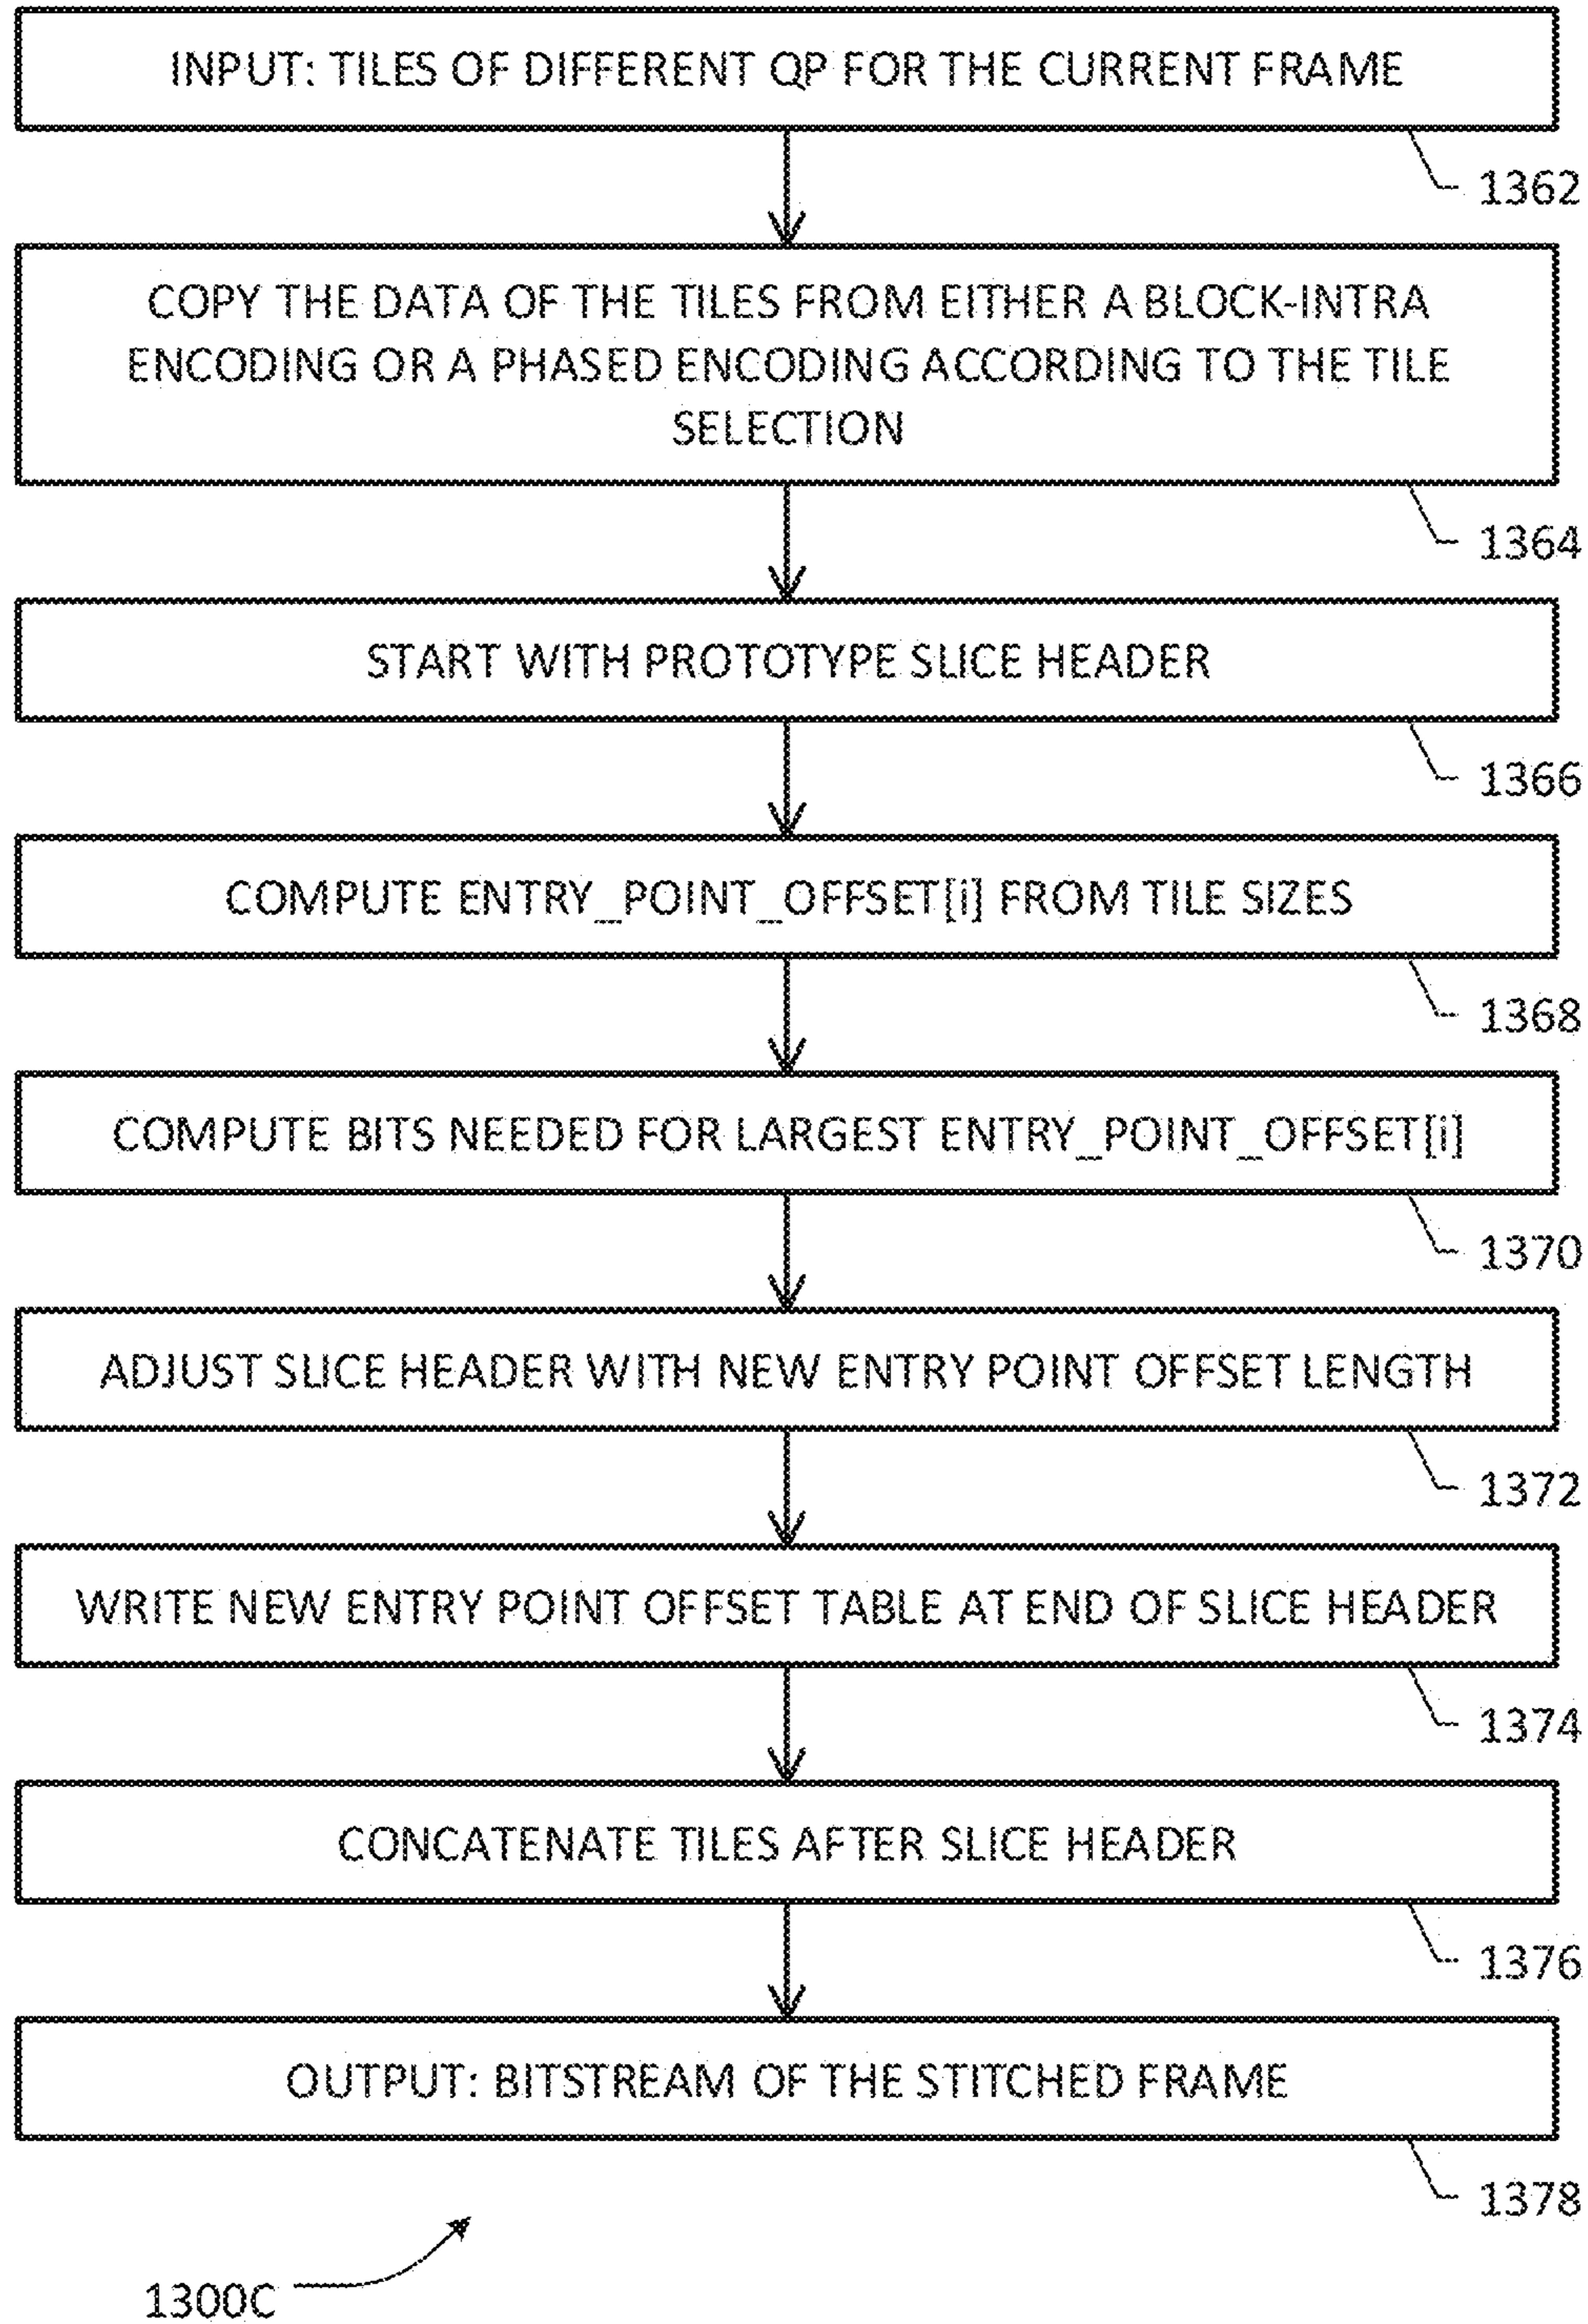 INPUT: TILES OF DIFFERENT QP FOR THE CURRENT FRAME
1362
COPY THE DATA OF THE TILES FROM EITHER A BLOCK-INTRA
ENCODING OR A PHASED ENCODING ACCORDING TO THE TILE
SELECTION
1364
START WITH PROTOTYPE SLICE HEADER
1366
COMPUTE ENTRY_POINT_OFFSET[i] FROM TILE SIZES
1368
COMPUTE BITS NEEDED FOR LARGEST ENTRY_POINT_OFFSET[i]
1370
ADJUST SLICE HEADER WITH NEW ENTRY POINT OFFSET LENGTH
1372
WRITE NEW ENTRY POINT OFFSET TABLE AT END OF SLICE HEADER
1374
CONCATENATE TILES AFTER SLICE HEADER
1376
OUTPUT: BITSTREAM OF THE STITCHED FRAME
1378
1300C